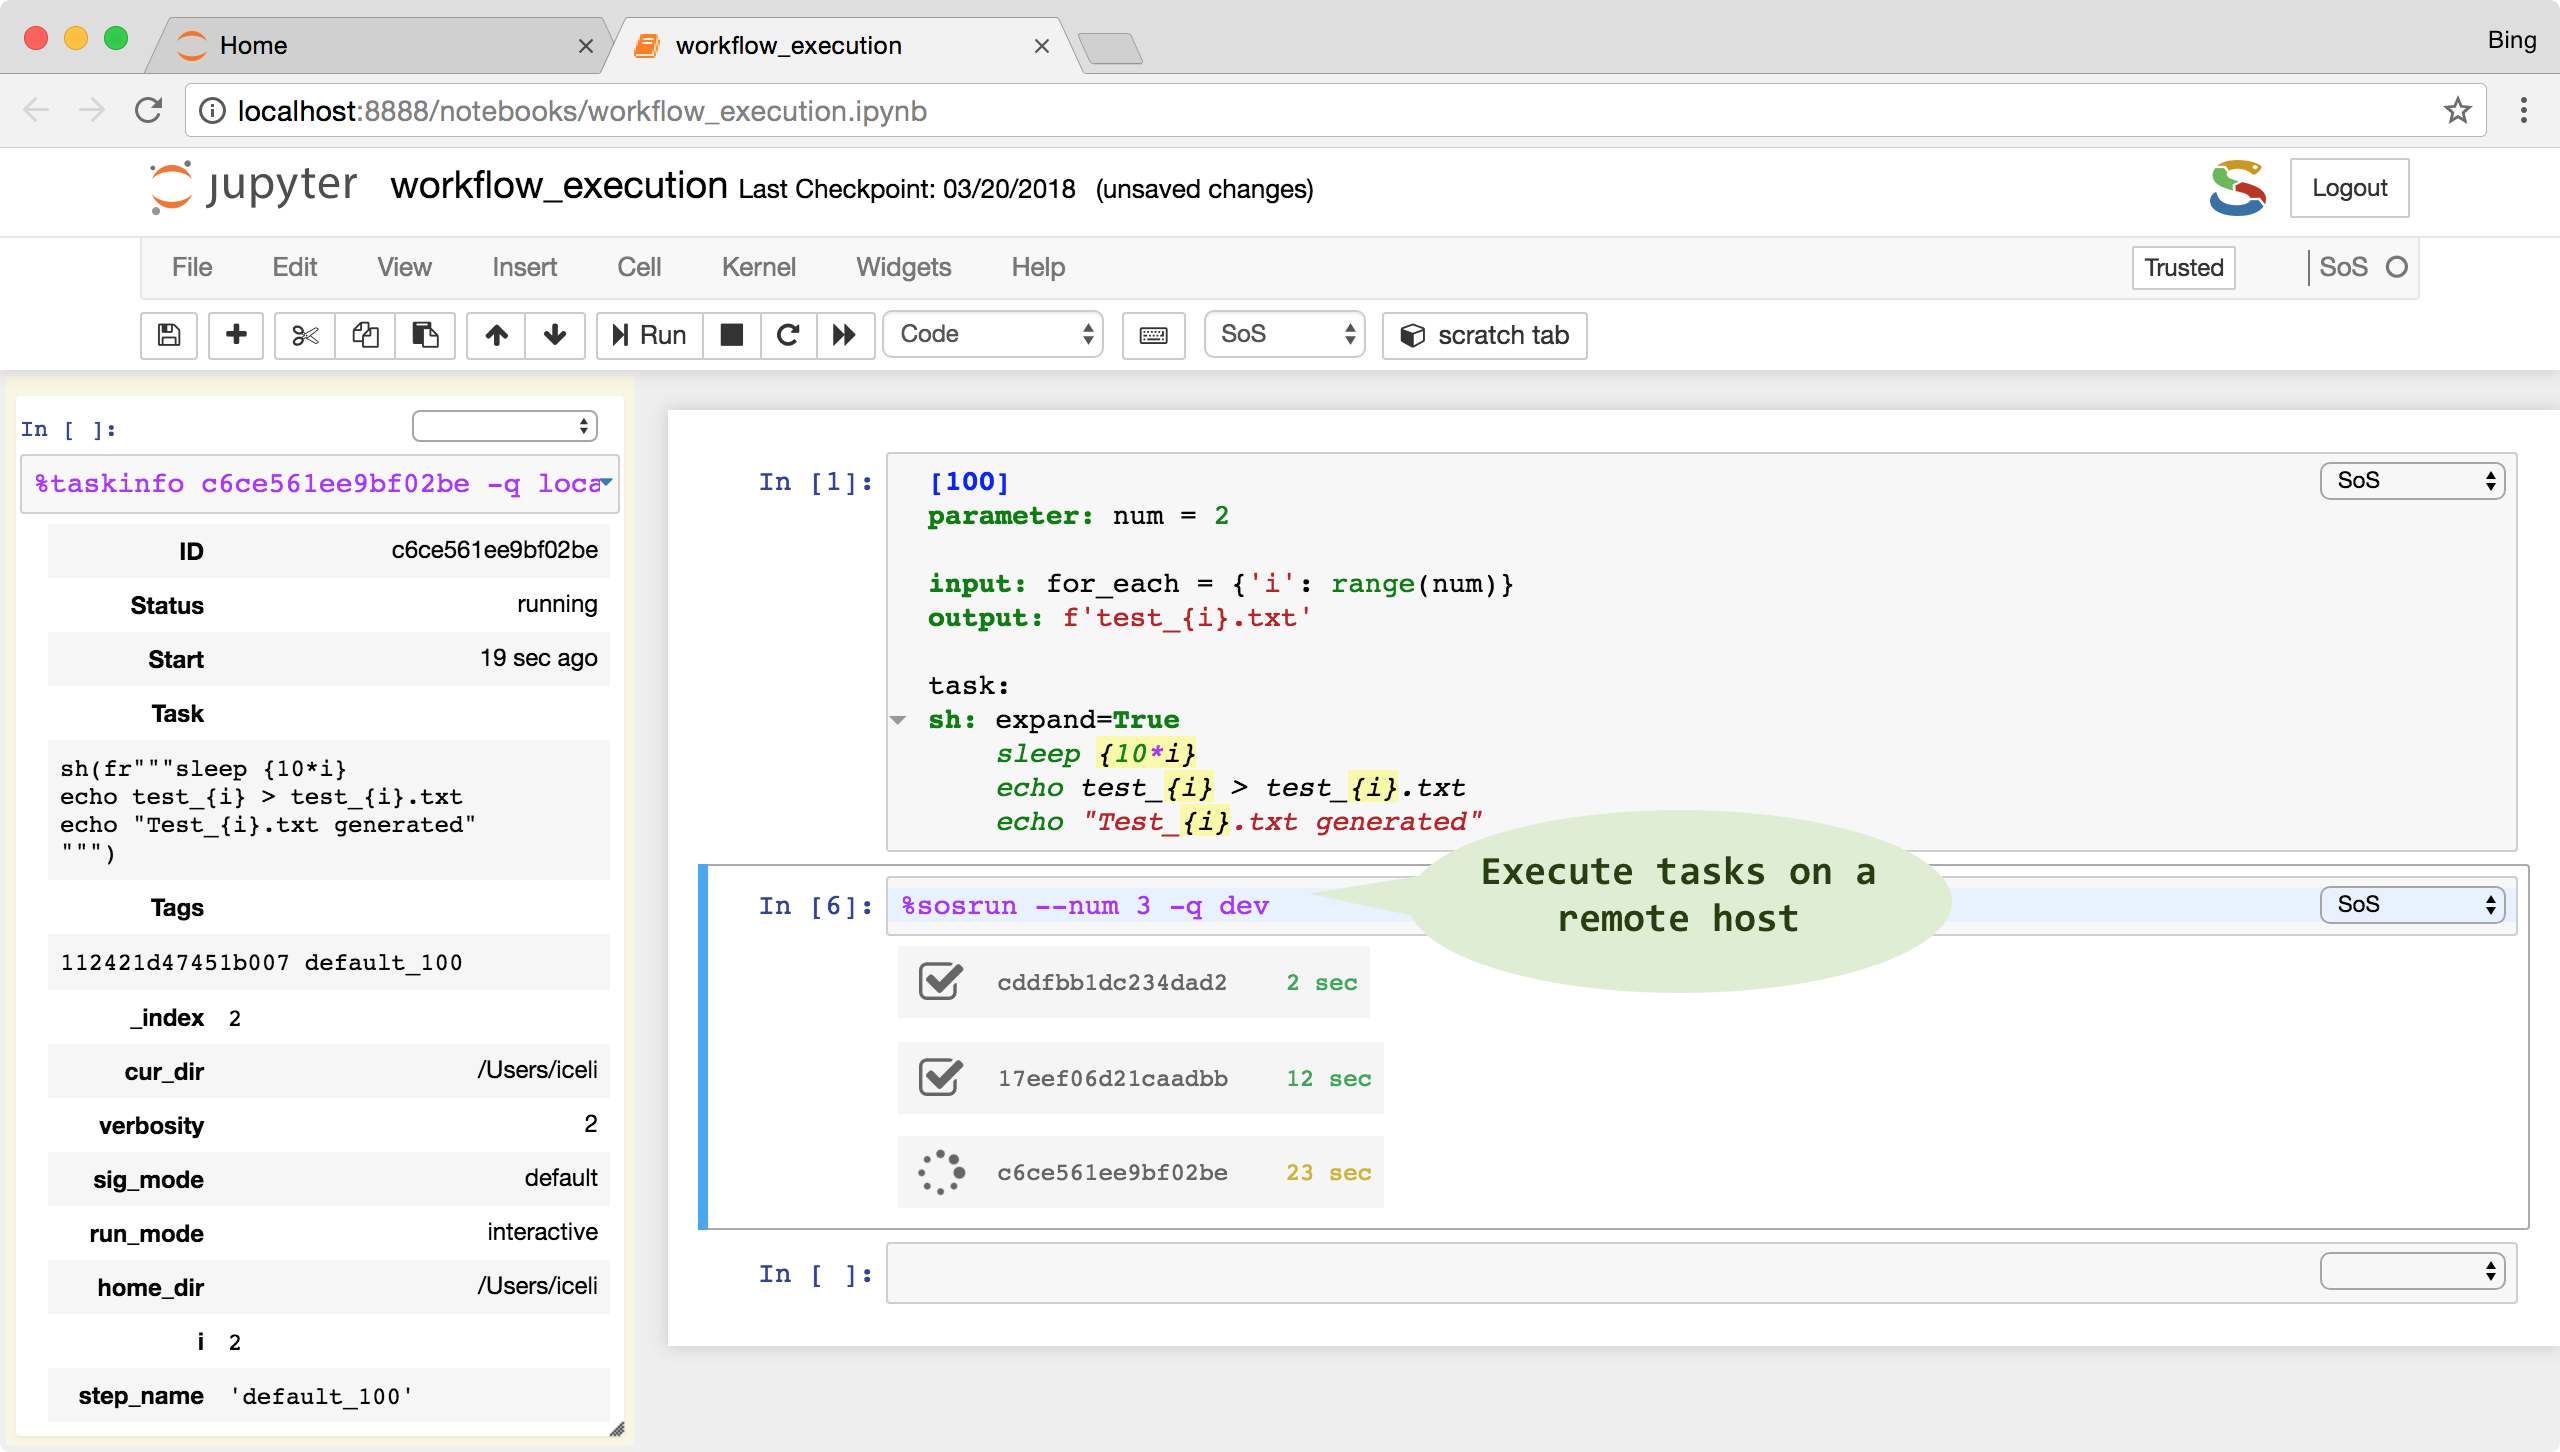 Home
workflow_execution
Bing
localhost:8888/notebooks/workflow_execution.ipynb
jupyter workflow_execution Last Checkpoint: 03/20/2018 (unsaved changes)
Logout
File Edit View Insert Cell Kernel Widgets Help
Trusted
SoS
Run
Code
SoS
scratch tab
In [ ]:
%taskinfo c6ce561ee9bf02be -q loca
ID c6ce561ee9bf02be
Status running
Start 19 sec ago
Task
sh(fr"""sleep {10*i}
echo test_{i} > test_{i}.txt
echo "Test_{i}.txt generated"
""")
Tags
112421d47451b007 default_100
_index 2
cur_dir /Users/iceli
verbosity 2
sig_mode default
run_mode interactive
home_dir /Users/iceli
i 2
step_name 'default_100'
In [1]:
[100]
SoS
parameter: num = 2
input: for_each = {'i': range(num)}
output: f'test_{i}.txt'
task:
sh: expand=True
sleep {10*i}
echo test_{i} > test_{i}.txt
echo "Test_{i}.txt generated"
Execute tasks on a
remote host
In [6]:
%sosrun --num 3 -q dev
SoS
cddfbb1dc234dad2 2 sec
17eef06d21caadbb 12 sec
c6ce561ee9bf02be 23 sec
In [ ]: